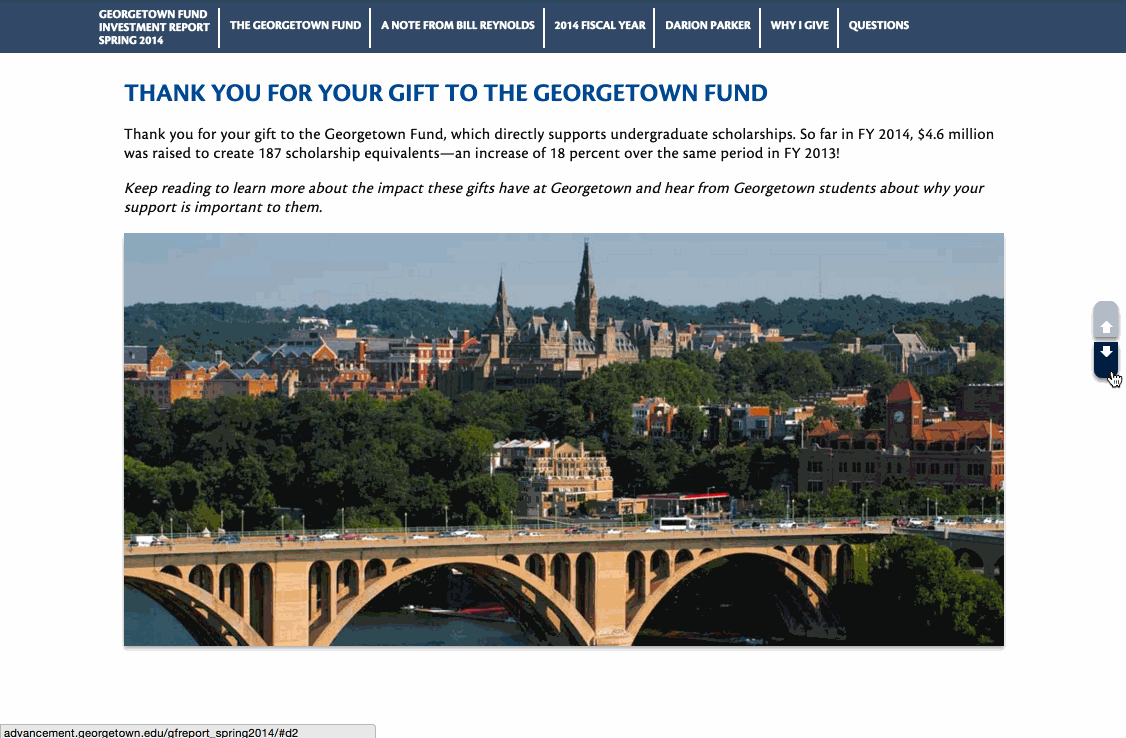 GEORGETOWN FUND
INVESTMENT REPORT
SPRING 2014
THE GEORGETOWN FUND
A NOTE FROM BILL REYNOLDS
2014 FISCAL YEAR
DARION PARKER
WHY I GIVE
QUESTIONS
THANK YOU FOR YOUR GIFT TO THE GEORGETOWN FUND
Thank you for your gift to the Georgetown Fund, which directly supports undergraduate scholarships. So far in FY 2014, $4.6 million
was raised to create 187 scholarship equivalents—an increase of 18 percent over the same period in FY 2013!
Keep reading to learn more about the impact these gifts have at Georgetown and hear from Georgetown students about why your
support is important to them.
advancement.georgetown.edu/gfreport_spring2014/#d2